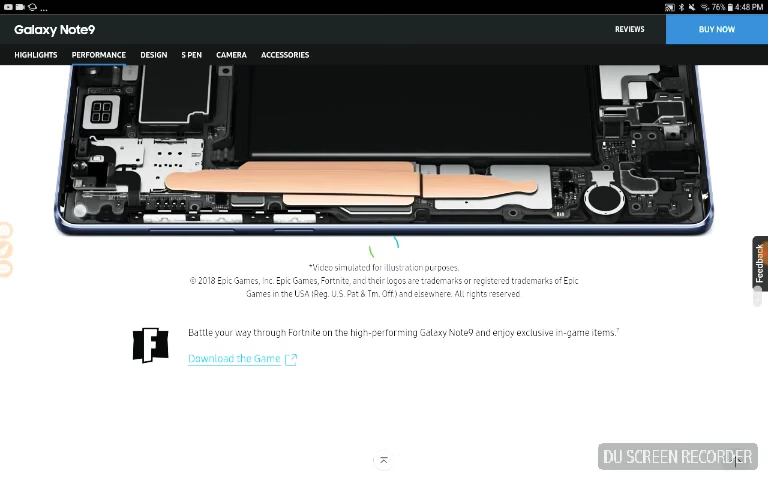 ... 76% 4:48 PM
Galaxy Note9 REVIEWS BUY NOW
HIGHLIGHTS PERFORMANCE DESIGN S PEN CAMERA ACCESSORIES
Feedback
*Video simulated for illustration purposes.
© 2018 Epic Games, Inc. Epic Games, Fortnite, and their logos are trademarks or registered trademarks of Epic
Games in the USA (Reg. U.S. Pat & Tm. Off.) and elsewhere. All rights reserved.
F
Battle your way through Fortnite on the high-performing Galaxy Note9 and enjoy exclusive in-game items.7
Download the Game
DU SCREEN RECORDER